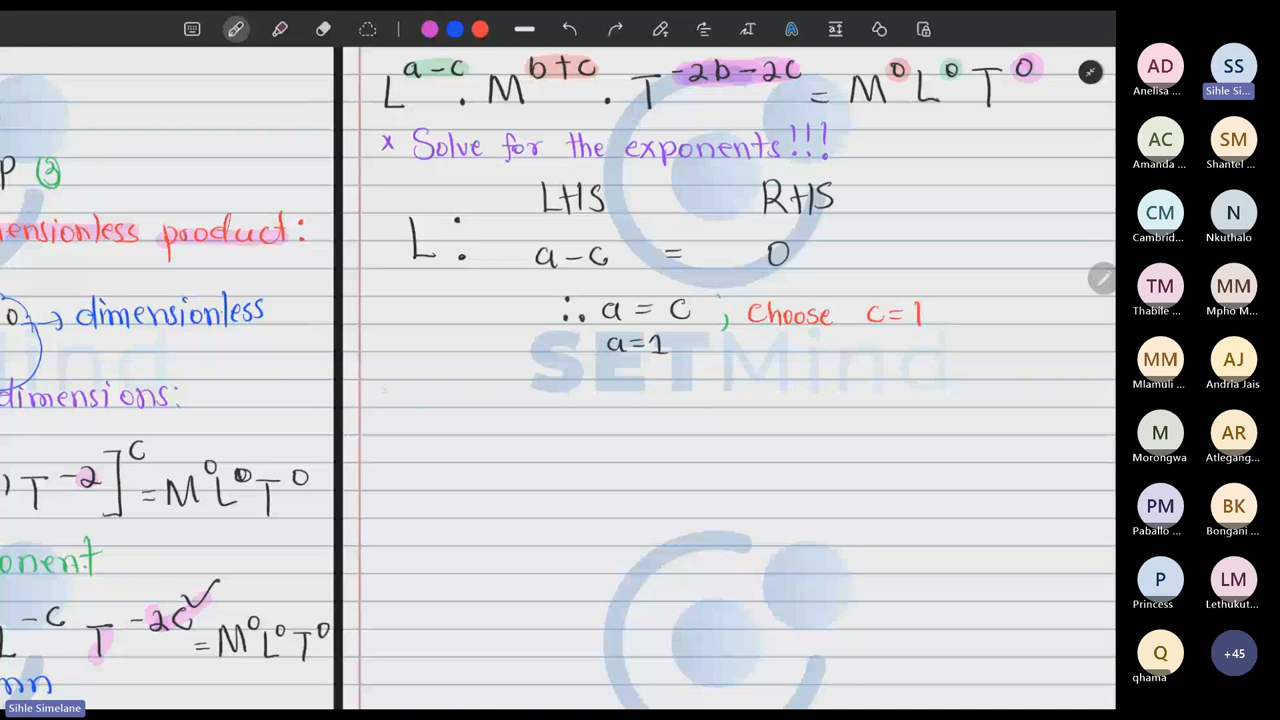 P ②
ensionless product:
0 → dimensionless
dimensions:
) T⁻² ]ᶜ = M⁰L⁰T⁰
onent
L⁻ᶜ T⁻²ᶜ ✓ = M⁰L⁰T⁰
Sihle Simelane
L^(a-c) . M^(b+c) . T^(-2b-2c) = M⁰ L⁰ T⁰
* Solve for the exponents!!!
LHS RHS
L: a-c = 0
∴ a = c ; choose c=1
a=1
SETMind
AD SS
Anelisa ... Sihle Si...
AC SM
Amanda ... Shantel ...
CM N
Cambrid... Nkuthalo
TM MM
Thabile ... Mpho M...
MM AJ
Mlamuli ... Andria Jais
M AR
Morongwa Atlegang...
PM BK
Paballo ... Bongani ...
P LM
Princess Lethukut...
Q +45
qhama